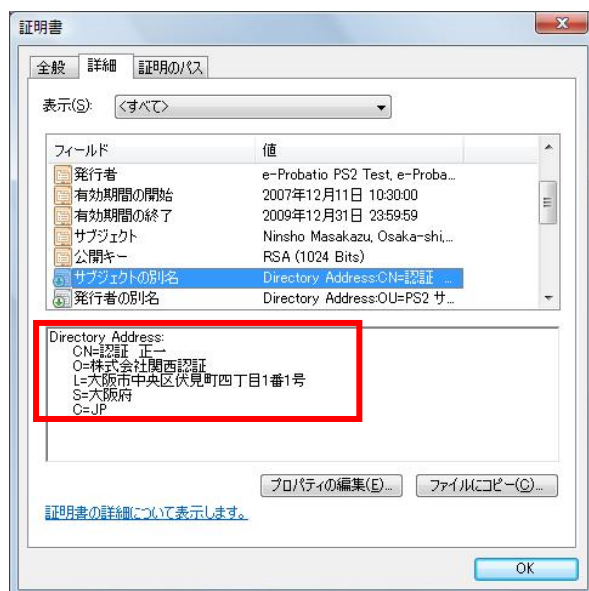 証明書
全般 詳細 証明のパス
表示(S): <すべて>
フィールド 値
発行者 e-Probatio PS2 Test, e-Proba...
有効期間の開始 2007年12月11日 10:30:00
有効期間の終了 2009年12月31日 23:59:59
サブジェクト Ninsho Masakazu, Osaka-shi,...
公開キー RSA (1024 Bits)
サブジェクトの別名 Directory Address:CN=認証 ...
発行者の別名 Directory Address:OU=PS2 サ...
Directory Address:
CN=認証 正一
O=株式会社関西認証
L=大阪市中央区伏見町四丁目1番1号
S=大阪府
C=JP
プロパティの編集(E)... ファイルにコピー(C)...
証明書の詳細について表示します。
OK